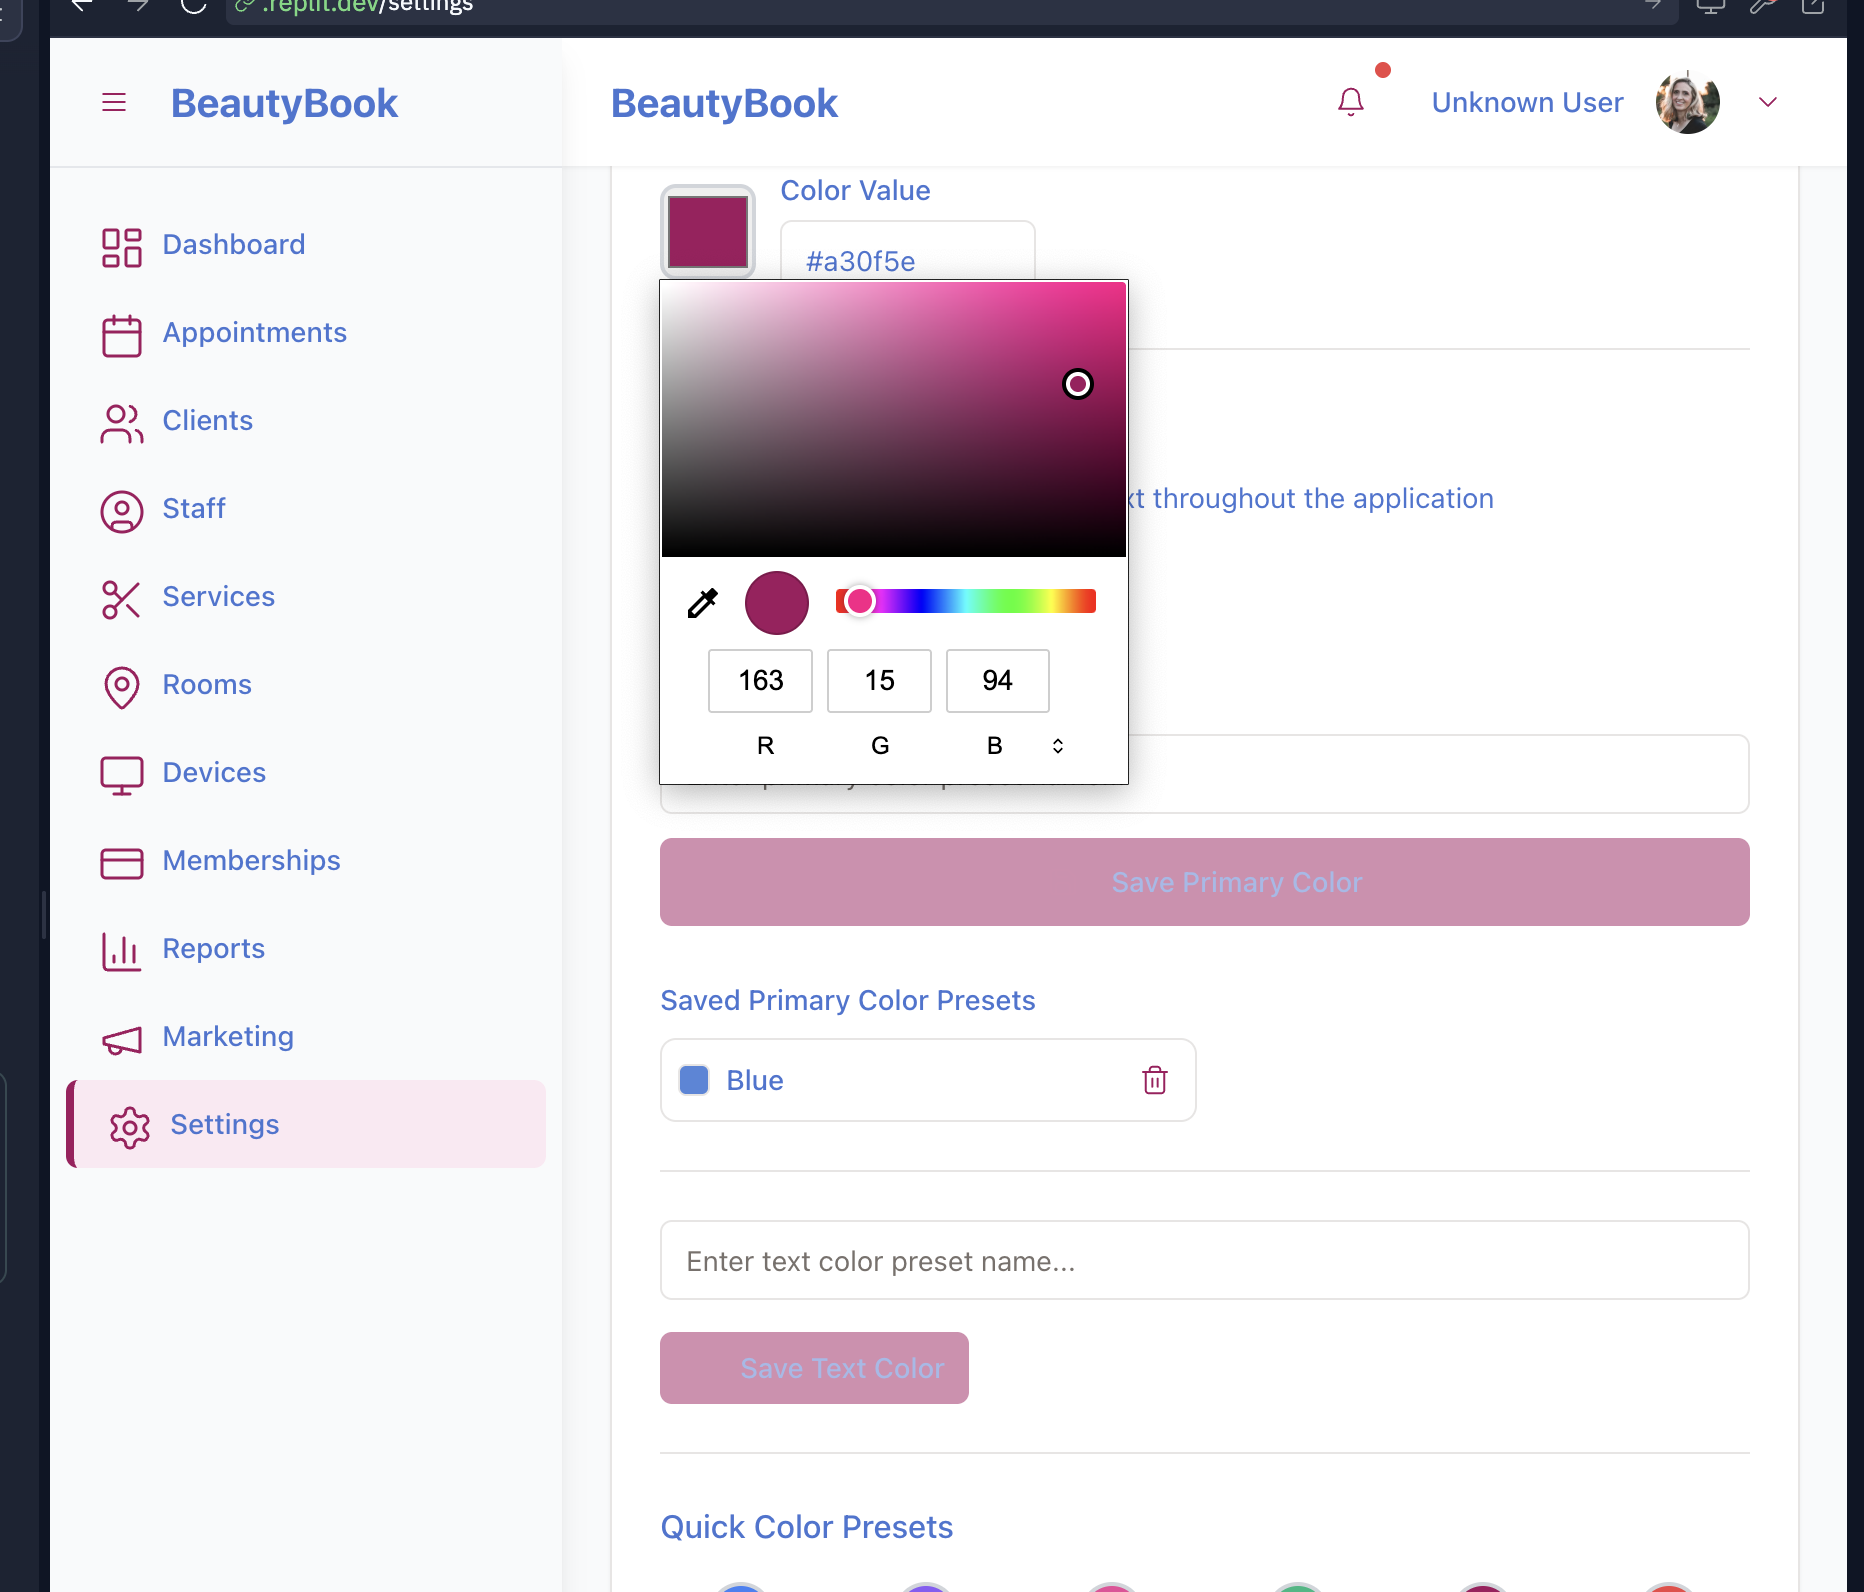 .replit.dev/settings
BeautyBook
BeautyBook
Unknown User
Dashboard
Appointments
Clients
Staff
Services
Rooms
Devices
Memberships
Reports
Marketing
Settings
Color Value
#a30f5e
xt throughout the application
163
15
94
R
G
B
Save Primary Color
Saved Primary Color Presets
Blue
Enter text color preset name...
Save Text Color
Quick Color Presets